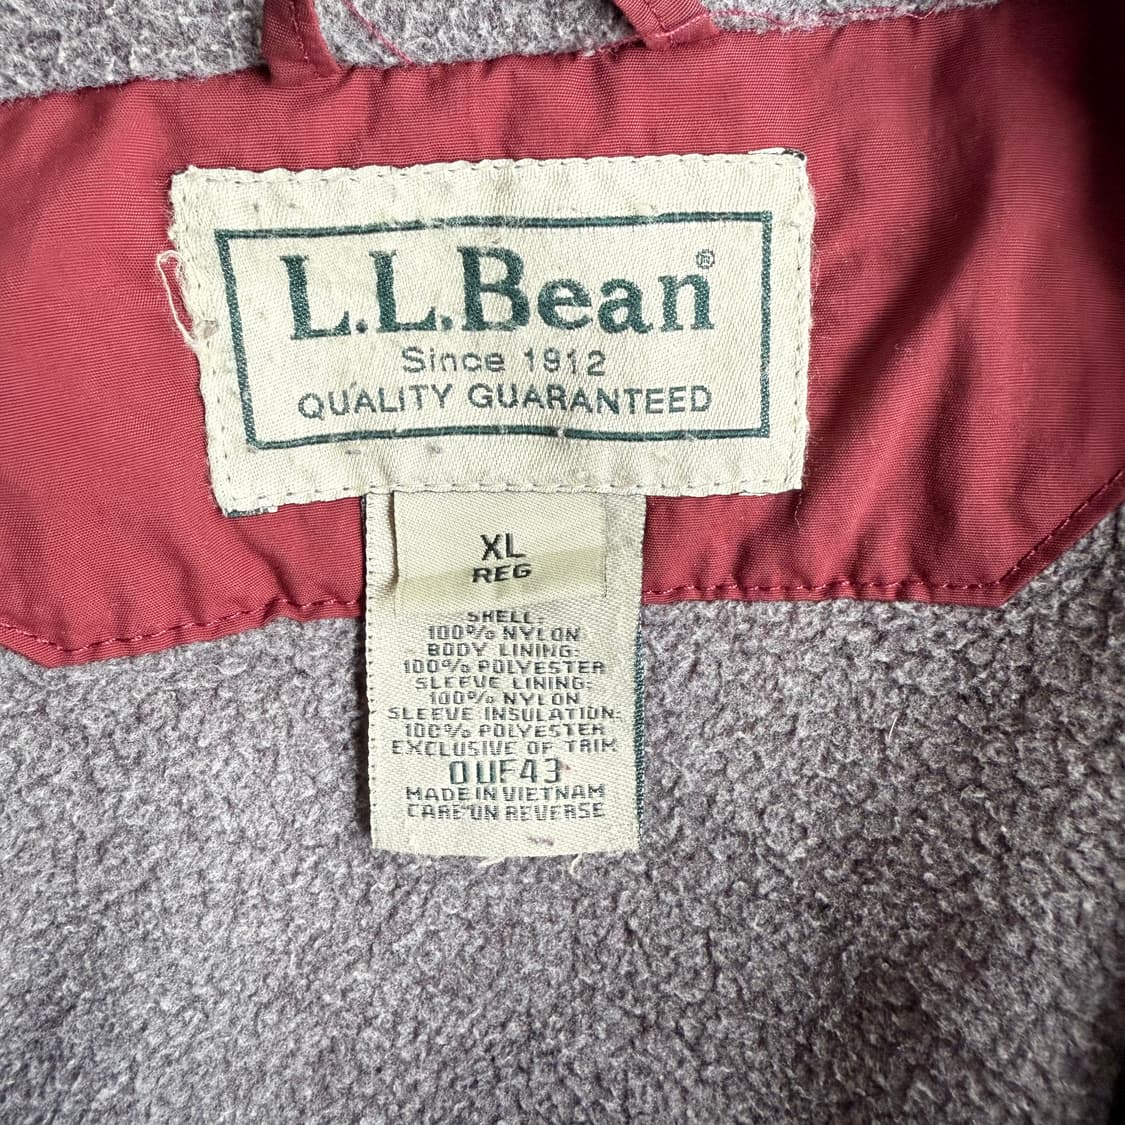 L.L.Bean®
Since 1912
QUALITY GUARANTEED
XL
REG
SHELL:
100% NYLON
BODY LINING:
100% POLYESTER
SLEEVE LINING:
100% NYLON
SLEEVE INSULATION:
100% POLYESTER
EXCLUSIVE OF TRIM
0UF43
MADE IN VIETNAM
CARE ON REVERSE